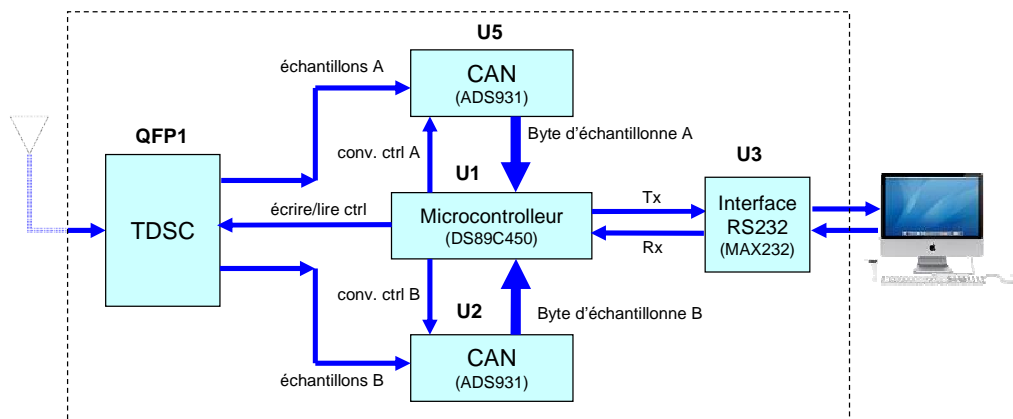 U5
échantillons A
CAN
(ADS931)
QFP1
Byte d'échantillonne A
conv. ctrl A
U1
U3
TDSC
écrire/lire ctrl
Microcontrolleur
(DS89C450)
Tx
Rx
Interface
RS232
(MAX232)
conv. ctrl B
U2
Byte d'échantillonne B
échantillons B
CAN
(ADS931)